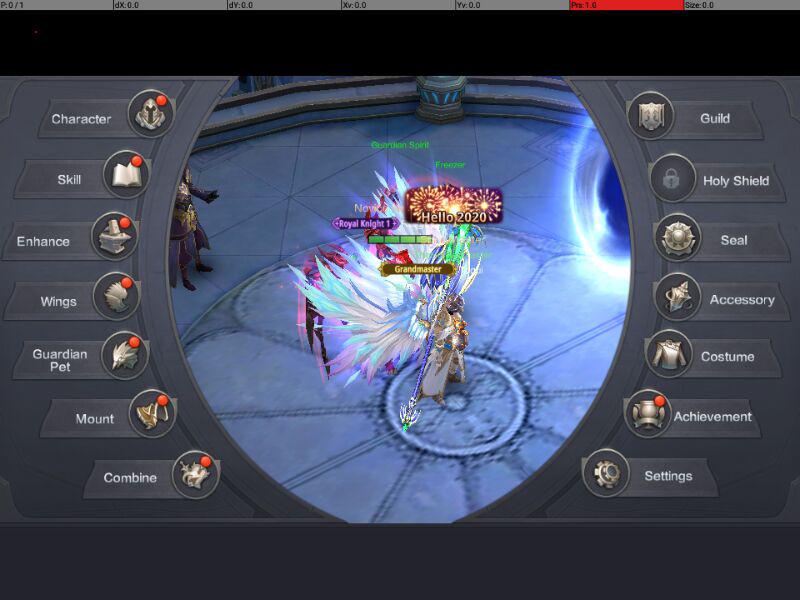 P: 0 / 1
dX: 0.0
dY: 0.0
Xv: 0.0
Yv: 0.0
Prs: 1.0
Size: 0.0
Character
Skill
Enhance
Wings
Guardian
Pet
Mount
Combine
Guardian Spirit
Freezer
Hello 2020
Royal Knight 1
Grandmaster
Guild
Holy Shield
Seal
Accessory
Costume
Achievement
Settings